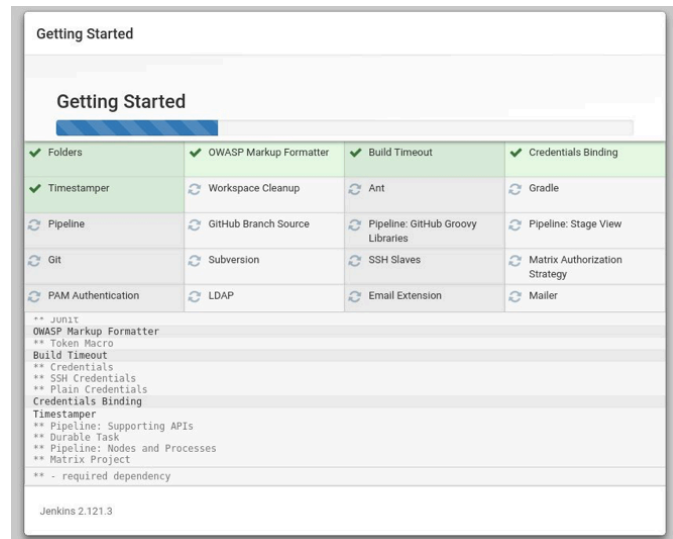 Getting Started
Getting Started
Folders
OWASP Markup Formatter
Build Timeout
Credentials Binding
Timestamper
Workspace Cleanup
Ant
Gradle
Pipeline
GitHub Branch Source
Pipeline: GitHub Groovy
Libraries
Pipeline: Stage View
Git
Subversion
SSH Slaves
Matrix Authorization
Strategy
PAM Authentication
LDAP
Email Extension
Mailer
** JUnit
OWASP Markup Formatter
** Token Macro
Build Timeout
** Credentials
** SSH Credentials
** Plain Credentials
Credentials Binding
Timestamper
** Pipeline: Supporting APIs
** Durable Task
** Pipeline: Nodes and Processes
** Matrix Project
** - required dependency
Jenkins 2.121.3